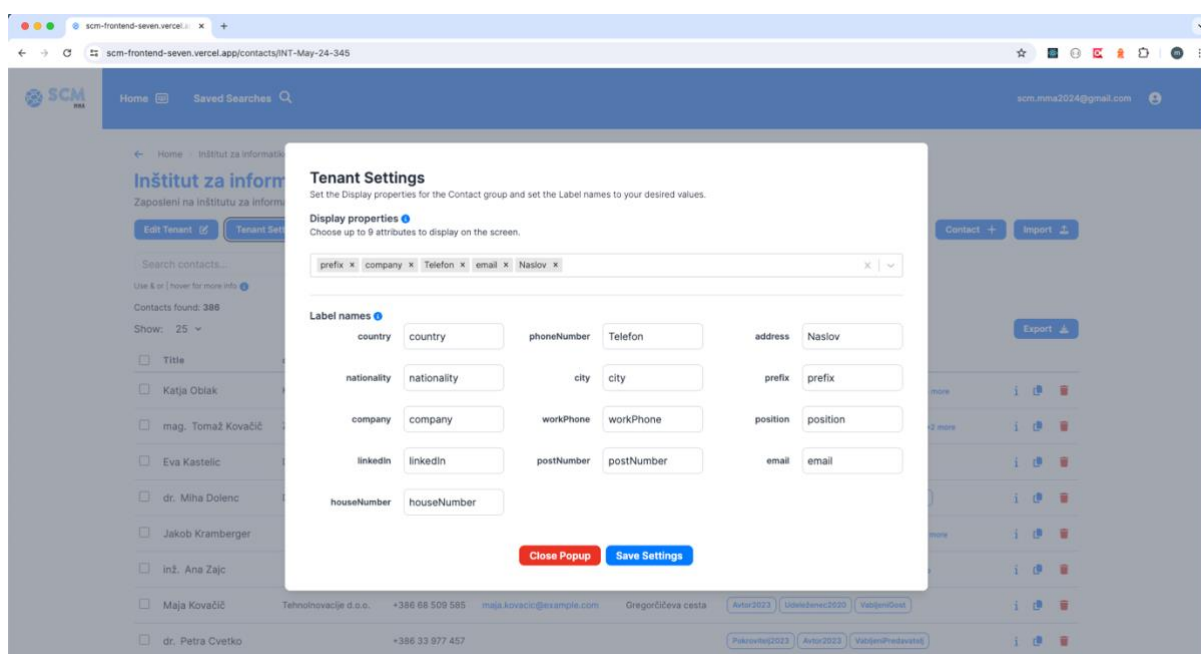 scm-frontend-seven.vercel.a
scm-frontend-seven.vercel.app/contacts/INT-May-24-345
SCM
MMA
Home
Saved Searches
scm.mma2024@gmail.com
Home
Inštitut za informatik
Inštitut za inform
Zaposleni na inštitutu za inform
Edit Tenant
Tenant Sett
Contact +
Import
Search contacts...
Use & or | hover for more info
Contacts found: 386
Show: 25
Export
Title
Katja Oblak
more
mag. Tomaž Kovačič
+2 more
Eva Kastelic
dr. Miha Dolenc
Jakob Kramberger
more
inž. Ana Zajc
Maja Kovačič Tehnoinovacije d.o.o. +386 68 509 585 maja.kovacic@example.com Gregorčičeva cesta Avtor2023 Udeleženec2020 VabljeniGost
dr. Petra Cvetko +386 33 977 457 Pokrovitelj2023 Avtor2023 VabljeniPredavatelj
Tenant Settings
Set the Display properties for the Contact group and set the Label names to your desired values.
Display properties
Choose up to 9 attributes to display on the screen.
prefix × company × Telefon × email × Naslov ×
Label names
country country phoneNumber Telefon address Naslov
nationality nationality city city prefix prefix
company company workPhone workPhone position position
linkedIn linkedIn postNumber postNumber email email
houseNumber houseNumber
Close Popup Save Settings